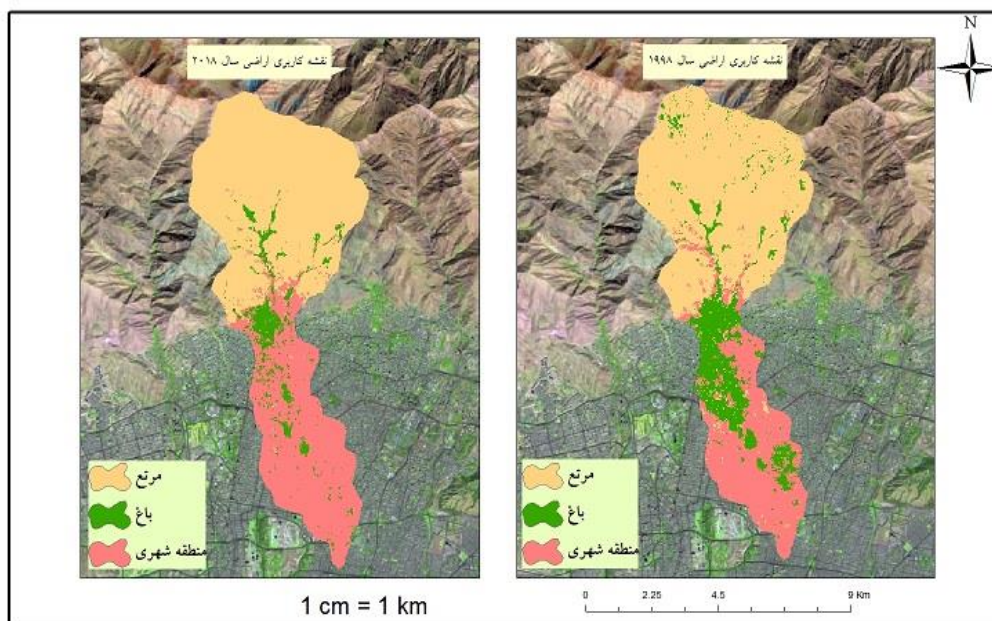 N
نقشه کاربری اراضی سال ۱۹۹۸
نقشه کاربری اراضی سال ۲۰۱۸
مرتع
باغ
منطقه شهری
مرتع
باغ
منطقه شهری
1 cm = 1 km
0 2.25 4.5 9 Km